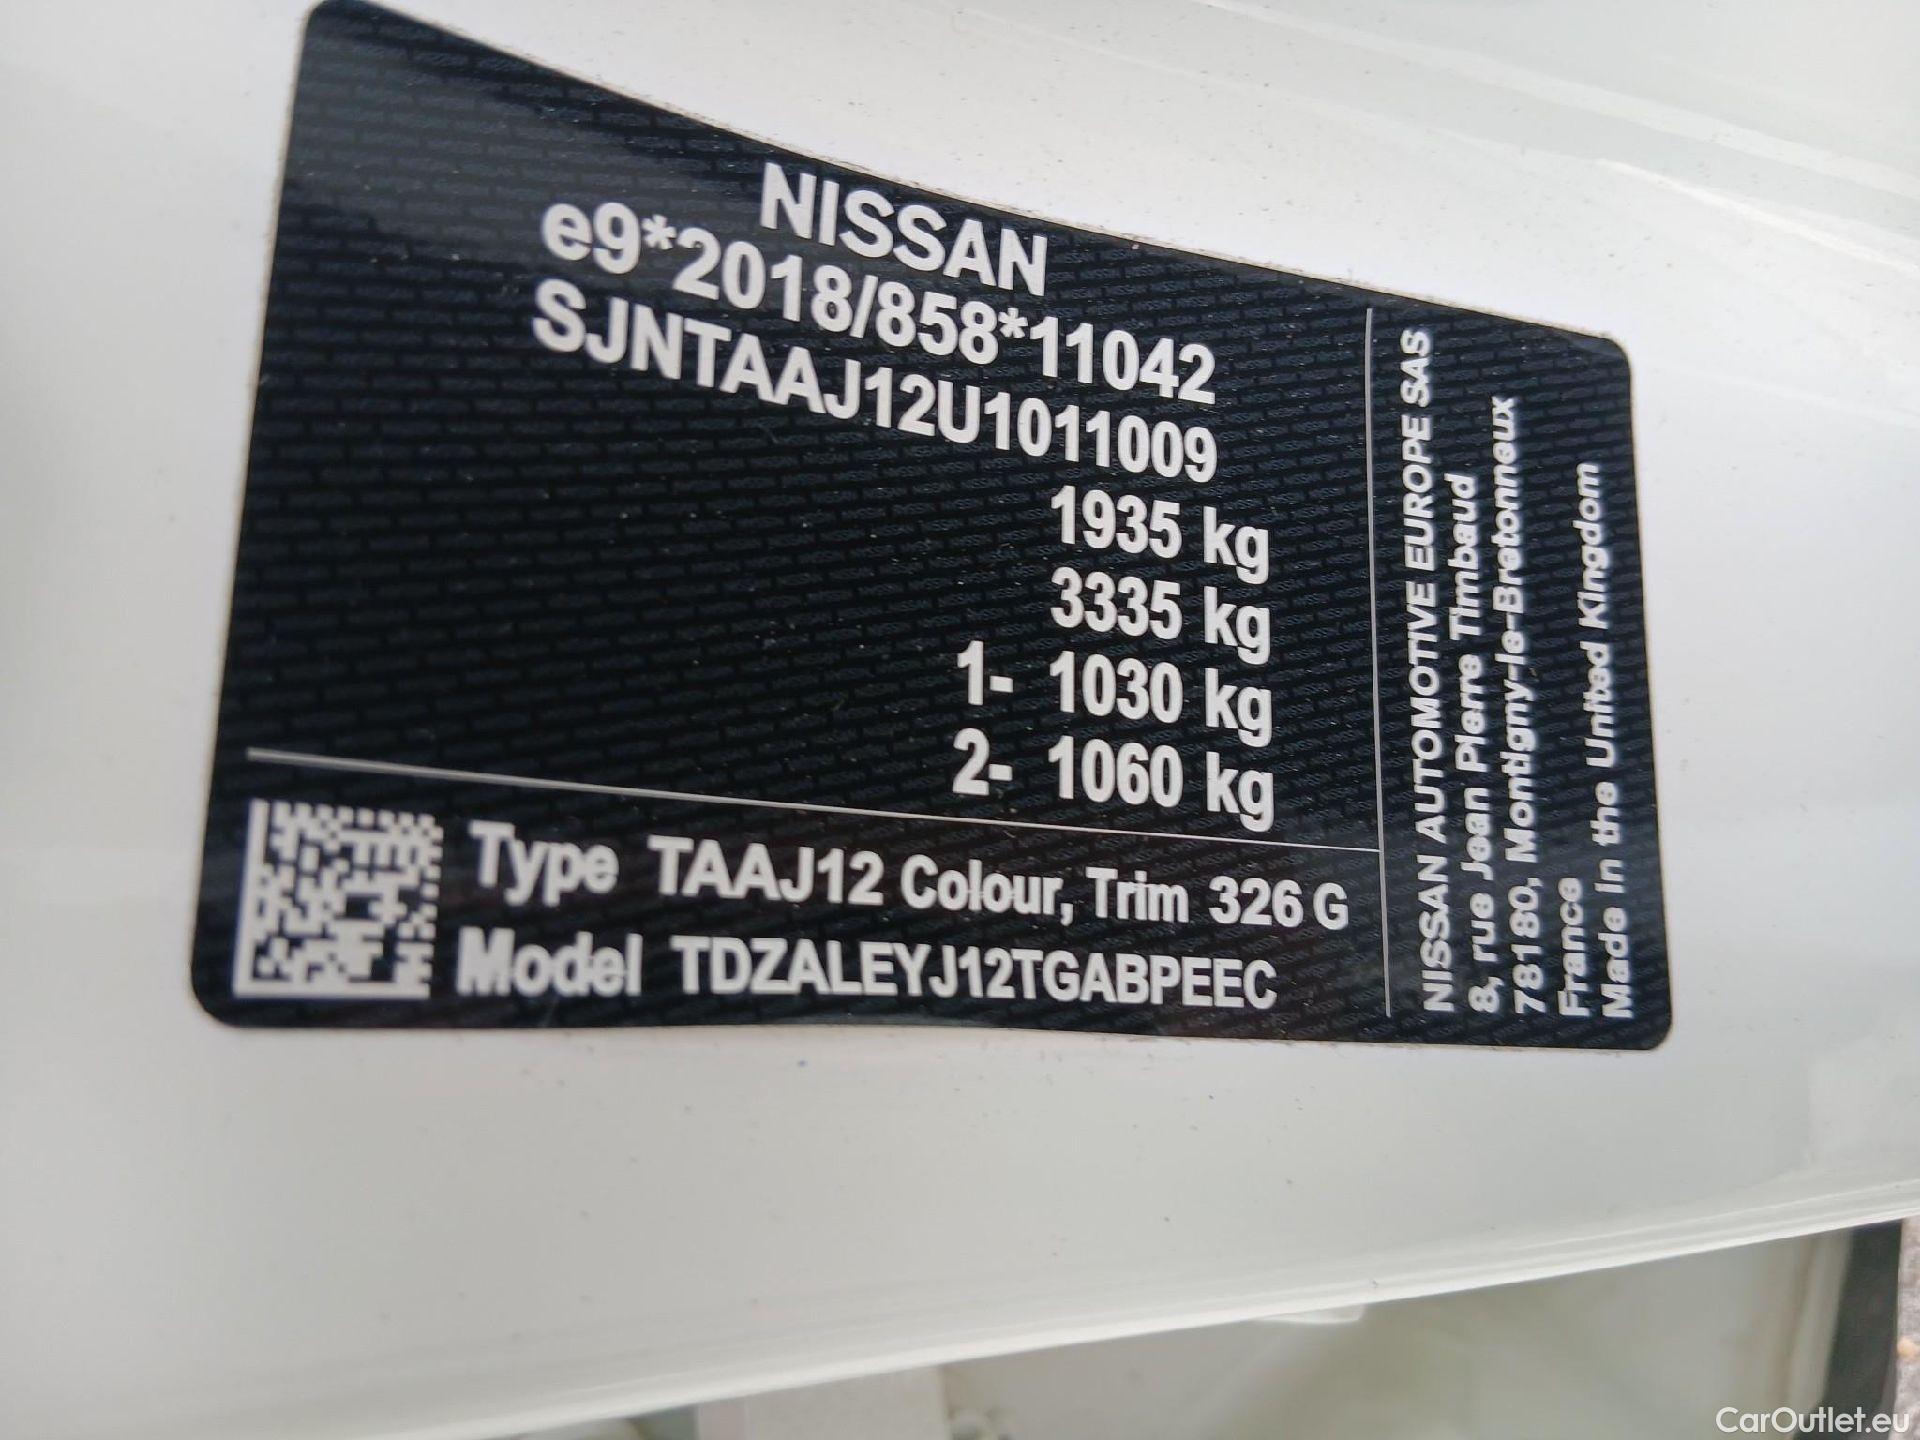 NISSAN
e9*2018/858*11042
SJNTAAJ12U1011009
1935 kg
3335 kg
1- 1030 kg
2- 1060 kg
Type TAAJ12 Colour, Trim 326 G
Model TDZALEYJ12TGABPEEC
NISSAN AUTOMOTIVE EUROPE SAS
8, rue Jean Pierre Timbaud
78180, Montigny-le-Bretonneux
France
Made in the United Kingdom
CarOutlet.eu